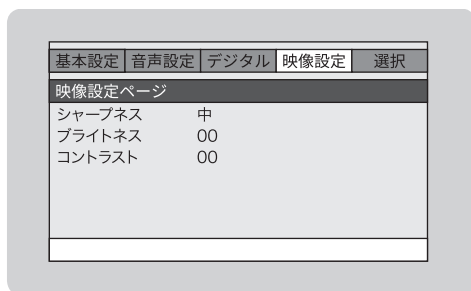 基本設定 音声設定 デジタル 映像設定 選択
映像設定ページ
シャープネス 中
ブライトネス 00
コントラスト 00